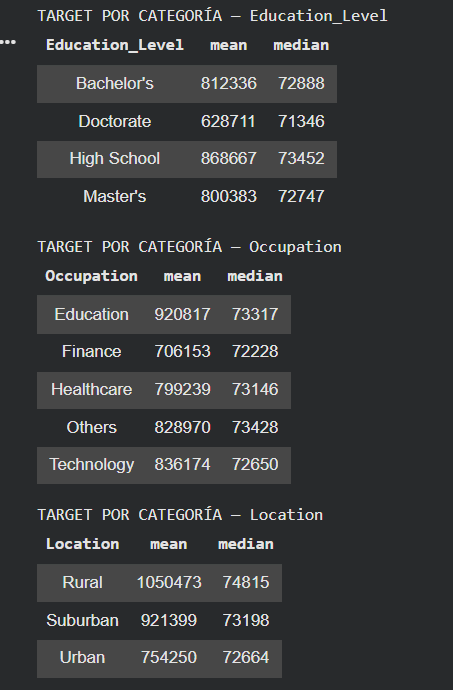 TARGET POR CATEGORÍA — Education_Level
Education_Level mean median
Bachelor's 812336 72888
Doctorate 628711 71346
High School 868667 73452
Master's 800383 72747
TARGET POR CATEGORÍA — Occupation
Occupation mean median
Education 920817 73317
Finance 706153 72228
Healthcare 799239 73146
Others 828970 73428
Technology 836174 72650
TARGET POR CATEGORÍA — Location
Location mean median
Rural 1050473 74815
Suburban 921399 73198
Urban 754250 72664